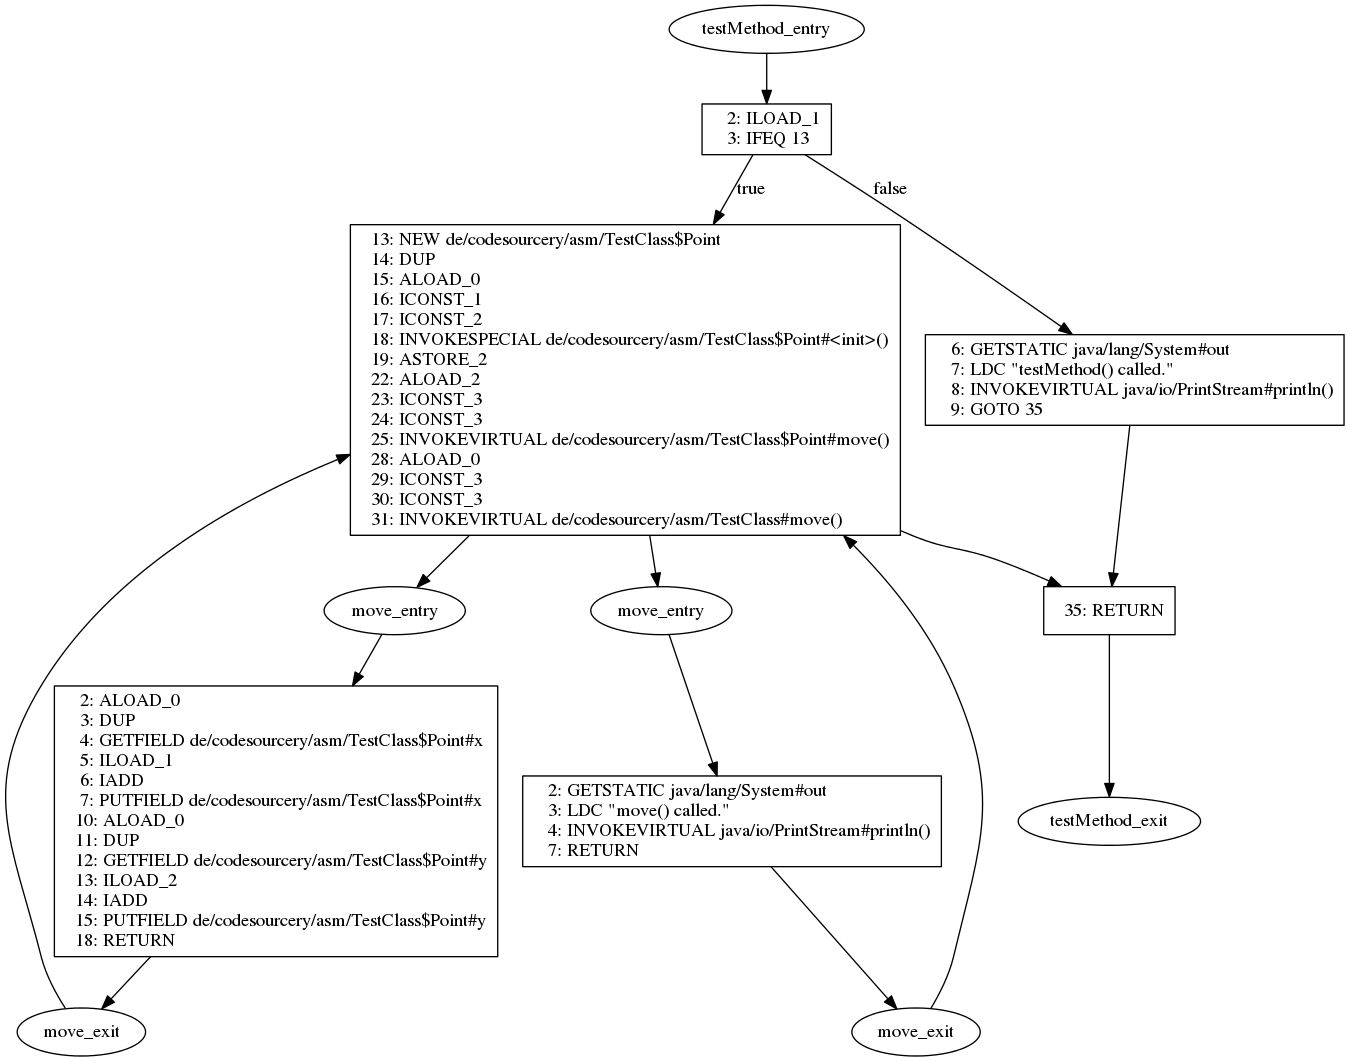 testMethod_entry
2: ILOAD_1
3: IFEQ 13
true
false
13: NEW de/codesourcery/asm/TestClass$Point
14: DUP
15: ALOAD_0
16: ICONST_1
17: ICONST_2
18: INVOKESPECIAL de/codesourcery/asm/TestClass$Point#<init>()
19: ASTORE_2
22: ALOAD_2
23: ICONST_3
24: ICONST_3
25: INVOKEVIRTUAL de/codesourcery/asm/TestClass$Point#move()
28: ALOAD_0
29: ICONST_3
30: ICONST_3
31: INVOKEVIRTUAL de/codesourcery/asm/TestClass#move()
6: GETSTATIC java/lang/System#out
7: LDC "testMethod() called."
8: INVOKEVIRTUAL java/io/PrintStream#println()
9: GOTO 35
move_entry
move_entry
35: RETURN
2: ALOAD_0
3: DUP
4: GETFIELD de/codesourcery/asm/TestClass$Point#x
5: ILOAD_1
6: IADD
7: PUTFIELD de/codesourcery/asm/TestClass$Point#x
10: ALOAD_0
11: DUP
12: GETFIELD de/codesourcery/asm/TestClass$Point#y
13: ILOAD_2
14: IADD
15: PUTFIELD de/codesourcery/asm/TestClass$Point#y
18: RETURN
2: GETSTATIC java/lang/System#out
3: LDC "move() called."
4: INVOKEVIRTUAL java/io/PrintStream#println()
7: RETURN
testMethod_exit
move_exit
move_exit